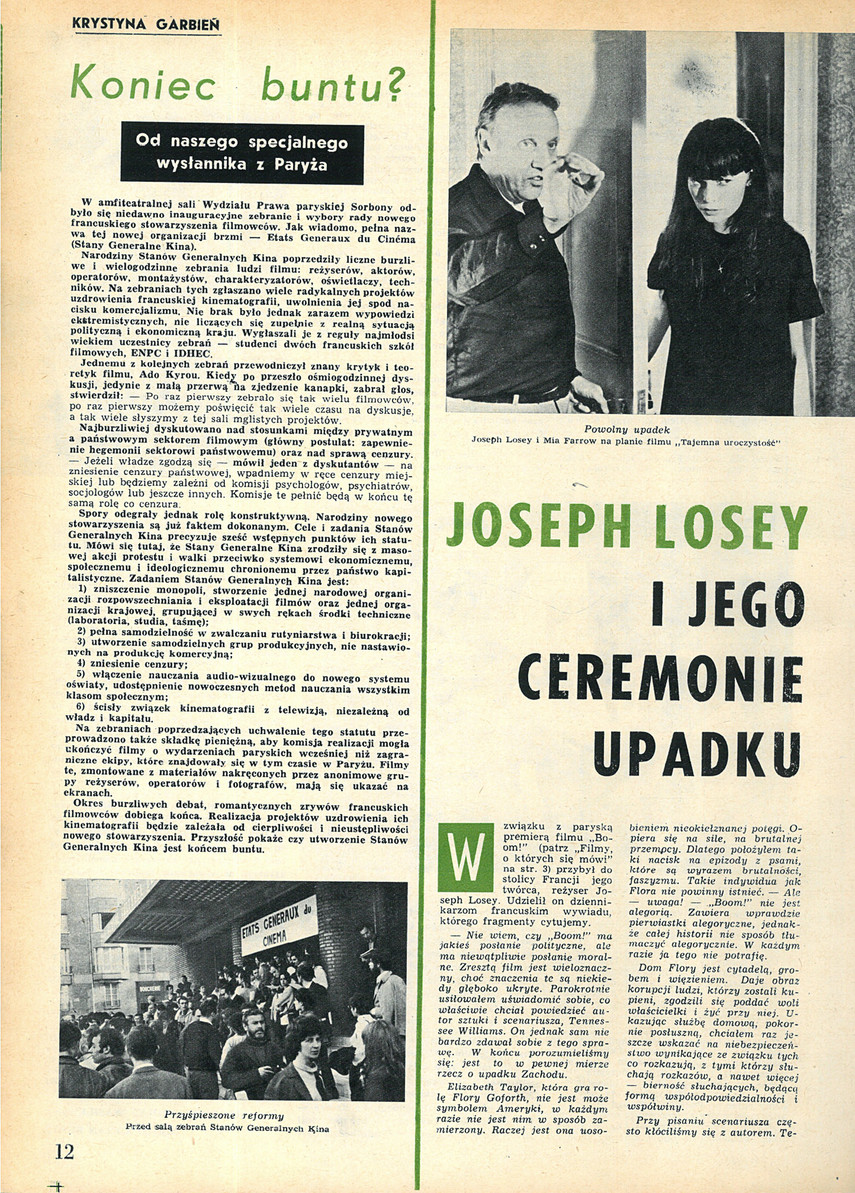 KRYSTYNA GARBIEŃ
Koniec buntu?
Od naszego specjalnego
wysłannika z Paryża
W amfiteatralnej sali Wydziału Prawa paryskiej Sorbony od-
było się niedawno inauguracyjne zebranie i wybory rady nowego
francuskiego stowarzyszenia filmowców. Jak wiadomo, pełna naz-
wa tej nowej organizacji brzmi — Etats Generaux du Cinéma
(Stany Generalne Kina).
Narodziny Stanów Generalnych Kina poprzedziły liczne burzli-
we i wielogodzinne zebrania ludzi filmu: reżyserów, aktorów,
operatorów, montażystów, charakteryzatorów, oświetlaczy, tech-
ników. Na zebraniach tych zgłaszano wiele radykalnych projektów
uzdrowienia francuskiej kinematografii, uwolnienia jej spod na-
cisku komercjalizmu. Nie brak było jednak zarazem wypowiedzi
ekstremistycznych, nie liczących się zupełnie z realną sytuacją
polityczną i ekonomiczną kraju. Wygłaszali je z reguły najmłodsi
wiekiem uczestnicy zebrań — studenci dwóch francuskich szkół
filmowych, ENPC i IDHEC.
Jednemu z kolejnych zebrań przewodniczył znany krytyk i teo-
retyk filmu, Ado Kyrou. Kiedy po przeszło ośmiogodzinnej dys-
kusji, jedynie z małą przerwą na zjedzenie kanapki, zabrał głos,
stwierdził: — Po raz pierwszy zebrało się tak wielu filmowców,
po raz pierwszy możemy poświęcić tak wiele czasu na dyskusje,
a tak wiele słyszymy z tej sali mglistych projektów.
Najburzliwiej dyskutowano nad stosunkami między prywatnym
a państwowym sektorem filmowym (główny postulat: zapewnie-
nie hegemonii sektorowi państwowemu) oraz nad sprawą cenzury.
— Jeżeli władze zgodzą się — mówił jeden z dyskutantów — na
zniesienie cenzury państwowej, wpadniemy w ręce cenzury miej-
skiej lub będziemy zależni od komisji psychologów, psychiatrów,
socjologów lub jeszcze innych. Komisje te pełnić będą w końcu tę
samą rolę co cenzura.
Spory odegrały jednak rolę konstruktywną. Narodziny nowego
stowarzyszenia są już faktem dokonanym. Cele i zadania Stanów
Generalnych Kina precyzuje sześć wstępnych punktów ich statu-
tu. Mówi się tutaj, że Stany Generalne Kina zrodziły się z maso-
wej akcji protestu i walki przeciwko systemowi ekonomicznemu,
społecznemu i ideologicznemu chronionemu przez państwo kapi-
talistyczne. Zadaniem Stanów Generalnych Kina jest:
1) zniszczenie monopoli, stworzenie jednej narodowej organi-
zacji rozpowszechniania i eksploatacji filmów oraz jednej orga-
nizacji krajowej, grupującej w swych rękach środki techniczne
(laboratoria, studia, taśmę);
2) pełna samodzielność w zwalczaniu rutyniarstwa i biurokracji;
3) utworzenie samodzielnych grup produkcyjnych, nie nastawio-
nych na produkcję komercyjną;
4) zniesienie cenzury;
5) włączenie nauczania audio-wizualnego do nowego systemu
oświaty, udostępnienie nowoczesnych metod nauczania wszystkim
klasom społecznym;
6) ścisły związek kinematografii z telewizją, niezależną od
władz i kapitału.
Na zebraniach poprzedzających uchwalenie tego statutu prze-
prowadzono także składkę pieniężną, aby komisja realizacji mogła
ukończyć filmy o wydarzeniach paryskich wcześniej niż zagra-
niczne ekipy, które znajdowały się w tym czasie w Paryżu. Filmy
te, zmontowane z materiałów nakręconych przez anonimowe gru-
py reżyserów, operatorów i fotografów, mają się ukazać na
ekranach.
Okres burzliwych debat, romantycznych zrywów francuskich
filmowców dobiega końca. Realizacja projektów uzdrowienia ich
kinematografii będzie zależała od cierpliwości i nieustępliwości
nowego stowarzyszenia. Przyszłość pokaże czy utworzenie Stanów
Generalnych Kina jest końcem buntu.
ETATS GENERAUX du
CINEMA
BOUCHERIE
Przyśpieszone reformy
Przed salą zebrań Stanów Generalnych Kina
12
Powolny upadek
Joseph Losey i Mia Farrow na planie filmu „Tajemna uroczystość”
JOSEPH LOSEY
I JEGO
CEREMONIE
UPADKU
W związku z paryską
premierą filmu „Bo-
om!” (patrz „Filmy,
o których się mówi”
na str. 3) przybył do
stolicy Francji jego
twórca, reżyser Jo-
seph Losey. Udzielił on dzienni-
karzom francuskim wywiadu,
którego fragmenty cytujemy.
— Nie wiem, czy „Boom!” ma
jakieś posłanie polityczne, ale
ma niewątpliwie posłanie moral-
ne. Zresztą film jest wieloznacz-
ny, choć znaczenia te są niekie-
dy głęboko ukryte. Parokrotnie
usiłowałem uświadomić sobie, co
właściwie chciał powiedzieć au-
tor sztuki i scenariusza, Tennes-
see Williams. On jednak sam nie
bardzo zdawał sobie z tego spra-
wę. W końcu porozumieliśmy
się: jest to w pewnej mierze
rzecz o upadku Zachodu.
Elizabeth Taylor, która gra ro-
lę Flory Goforth, nie jest może
symbolem Ameryki, w każdym
razie nie jest nim w sposób za-
mierzony. Raczej jest ona uoso-
bieniem nieokiełznanej potęgi. O-
piera się na sile, na brutalnej
przemocy. Dlatego położyłem ta-
ki nacisk na epizody z psami,
które są wyrazem brutalności,
faszyzmu. Takie indywidua jak
Flora nie powinny istnieć. — Ale
— uwaga! — „Boom!” nie jest
alegorią. Zawiera wprawdzie
pierwiastki alegoryczne, jednak-
że całej historii nie sposób tłu-
maczyć alegorycznie. W każdym
razie ja tego nie potrafię.
Dom Flory jest cytadelą, gro-
bem i więzieniem. Daje obraz
korupcji ludzi, którzy zostali ku-
pieni, zgodzili się poddać woli
właścicielki i żyć przy niej. U-
kazując służbę domową, pokor-
nie posłuszną, chciałem raz je-
szcze wskazać na niebezpieczeń-
stwo wynikające ze związku tych
co rozkazują, z tymi którzy słu-
chają rozkazów, a nawet więcej
— bierność słuchających, będącą
formą współodpowiedzialności i
współwiny.
Przy pisaniu scenariusza czę-
sto kłóciliśmy się z autorem. Te-